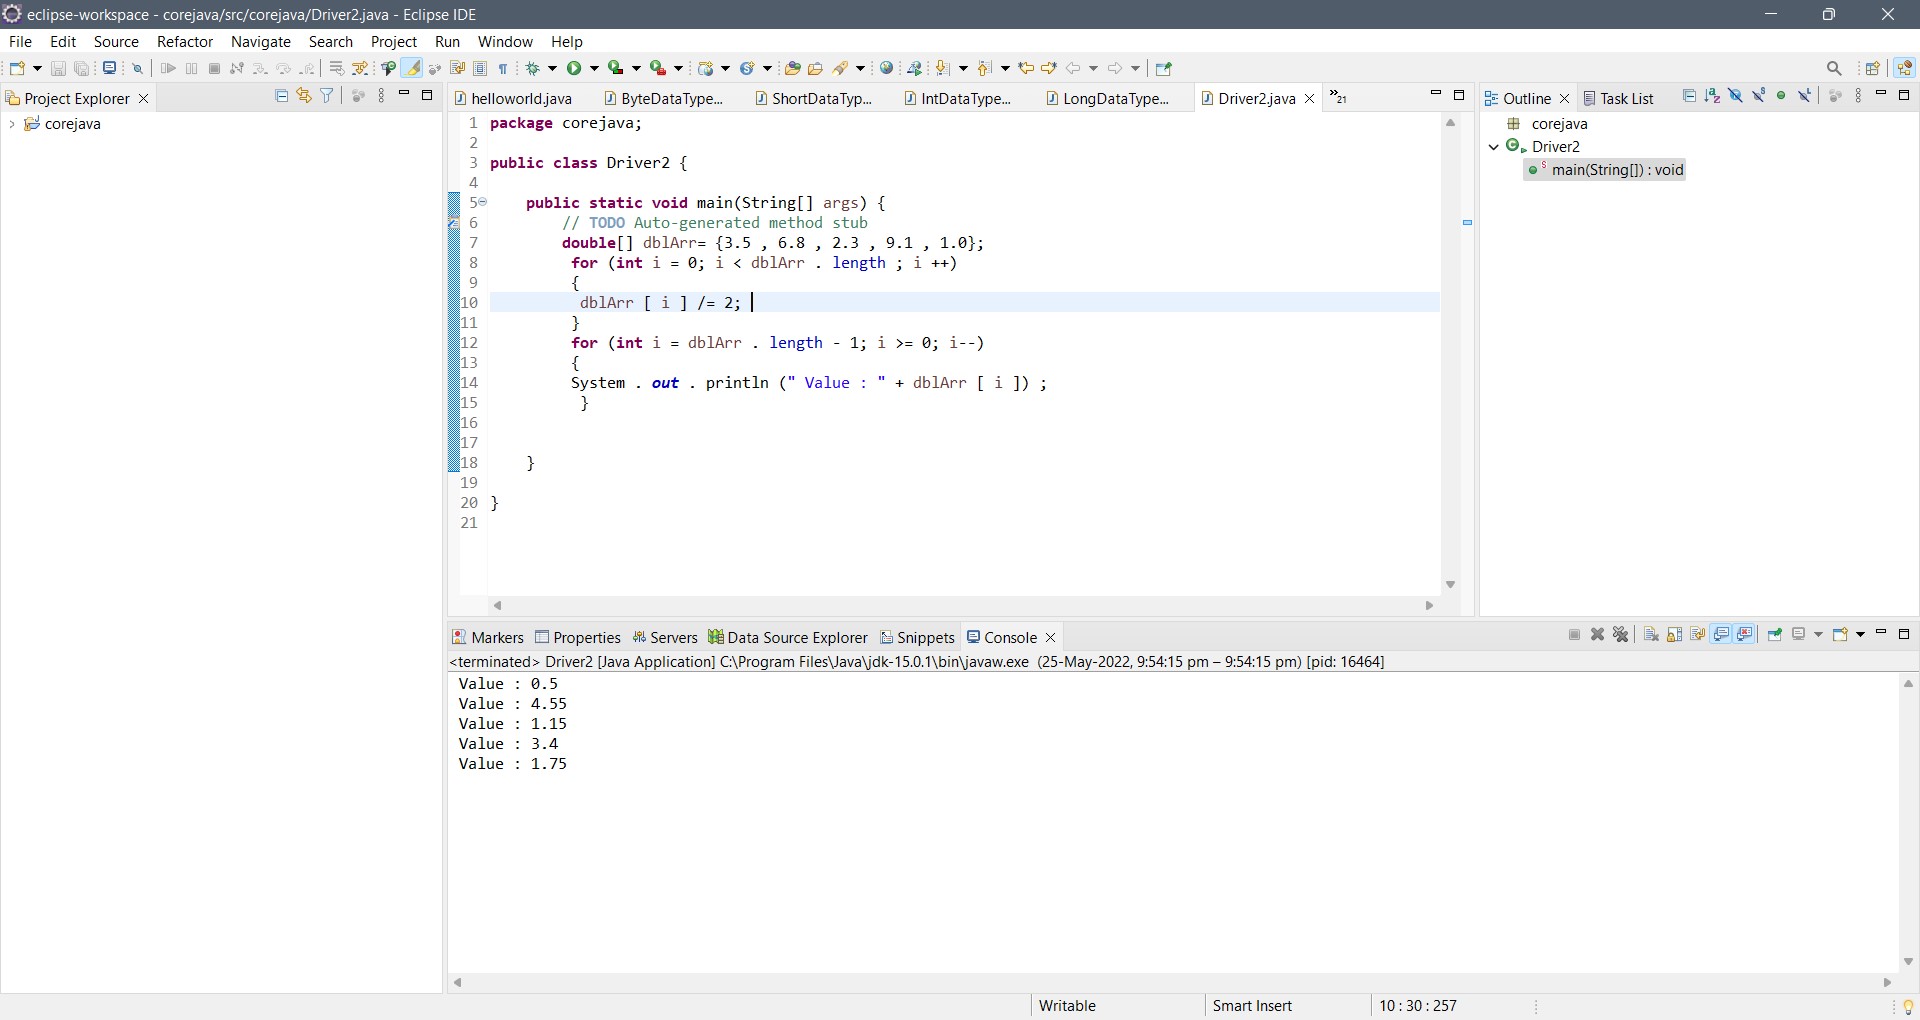 eclipse-workspace - corejava/src/corejava/Driver2.java - Eclipse IDE
File Edit Source Refactor Navigate Search Project Run Window Help
Project Explorer
corejava
helloworld.java ByteDataType... ShortDataTyp... IntDataType... LongDataType... Driver2.java »21
1 package corejava;
2
3 public class Driver2 {
4
5 public static void main(String[] args) {
6 // TODO Auto-generated method stub
7 double[] dblArr= {3.5 , 6.8 , 2.3 , 9.1 , 1.0};
8 for (int i = 0; i < dblArr . length ; i ++)
9 {
10 dblArr [ i ] /= 2;
11 }
12 for (int i = dblArr . length - 1; i >= 0; i--)
13 {
14 System . out . println (" Value : " + dblArr [ i ]) ;
15 }
16
17
18 }
19
20 }
21
Outline Task List
corejava
Driver2
main(String[]) : void
Markers Properties Servers Data Source Explorer Snippets Console
<terminated> Driver2 [Java Application] C:\Program Files\Java\jdk-15.0.1\bin\javaw.exe (25-May-2022, 9:54:15 pm – 9:54:15 pm) [pid: 16464]
Value : 0.5
Value : 4.55
Value : 1.15
Value : 3.4
Value : 1.75
Writable Smart Insert 10 : 30 : 257